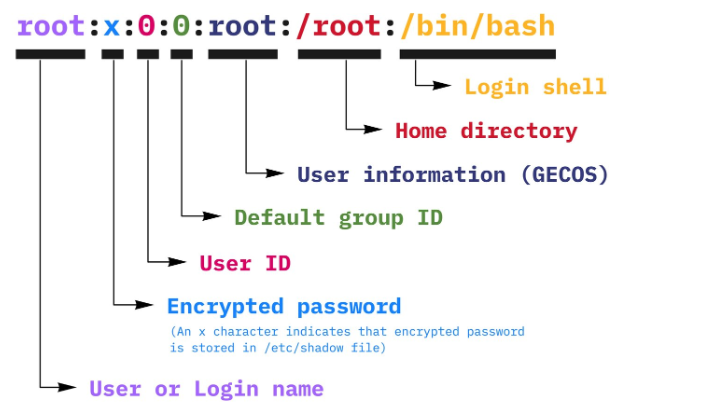 root:x:0:0:root:/root:/bin/bash
Login shell
Home directory
User information (GECOS)
Default group ID
User ID
Encrypted password
(An x character indicates that encrypted password
is stored in /etc/shadow file)
User or Login name